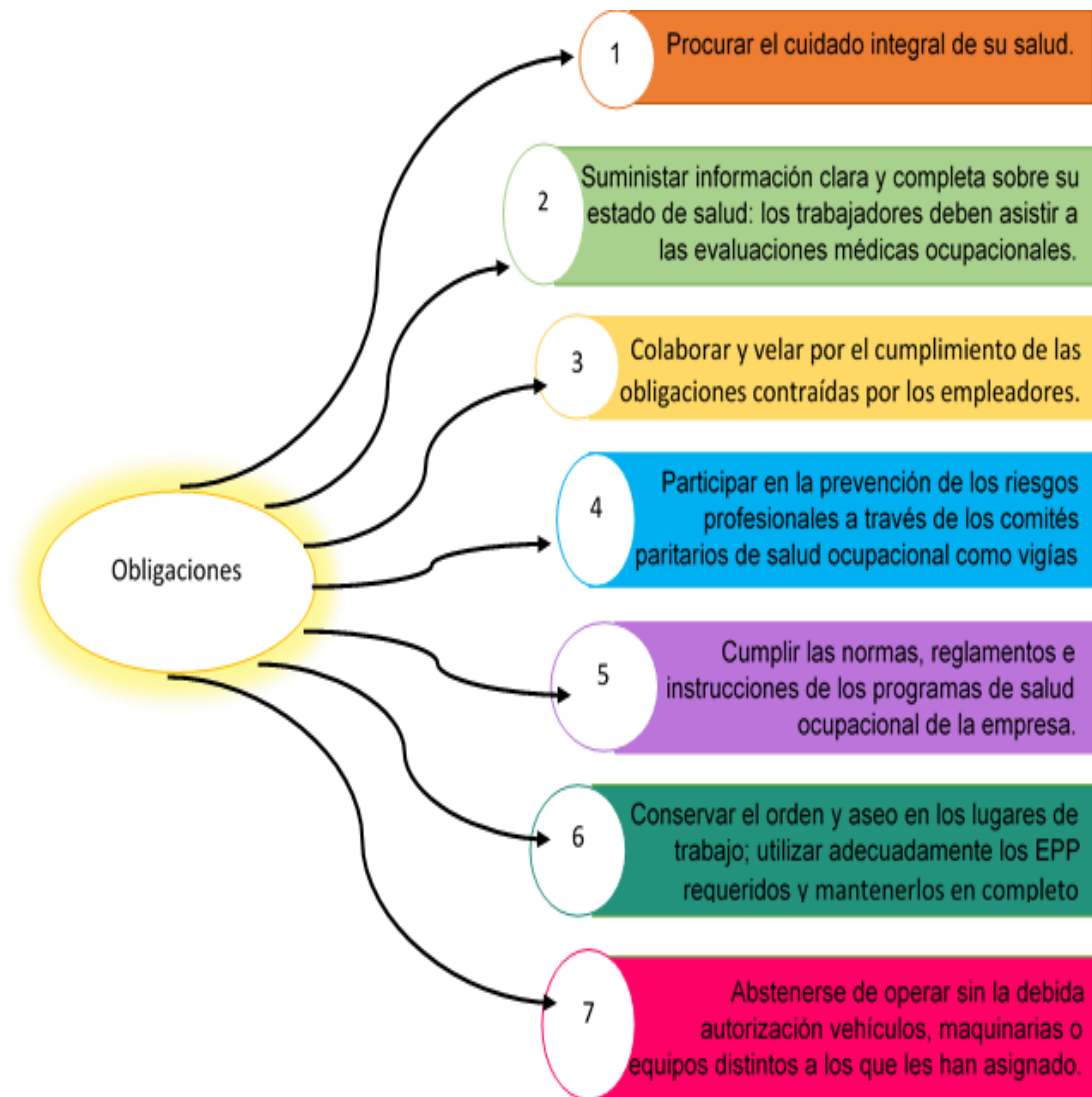 Obligaciones
1
Procurar el cuidado integral de su salud.
2
Suministar información clara y completa sobre su
estado de salud: los trabajadores deben asistir a
las evaluaciones médicas ocupacionales.
3
Colaborar y velar por el cumplimiento de las
obligaciones contraídas por los empleadores.
4
Participar en la prevención de los riesgos
profesionales a través de los comités
paritarios de salud ocupacional como vigías
5
Cumplir las normas, reglamentos e
instrucciones de los programas de salud
ocupacional de la empresa.
6
Conservar el orden y aseo en los lugares de
trabajo; utilizar adecuadamente los EPP
requeridos y mantenerlos en completo
7
Abstenerse de operar sin la debida
autorización vehículos, maquinarias o
equipos distintos a los que les han asignado.